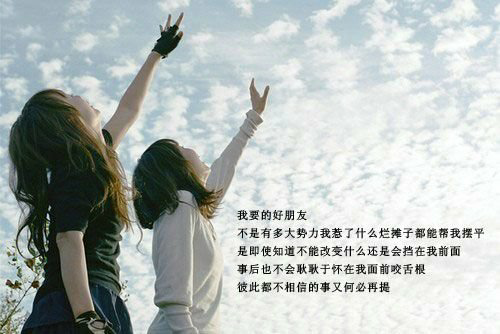 我要的好朋友
不是有多大势力我惹了什么烂摊子都能帮我摆平
是即使知道不能改变什么还是会挡在我前面
事后也不会耿耿于怀在我面前咬舌根
彼此都不相信的事又何必再提